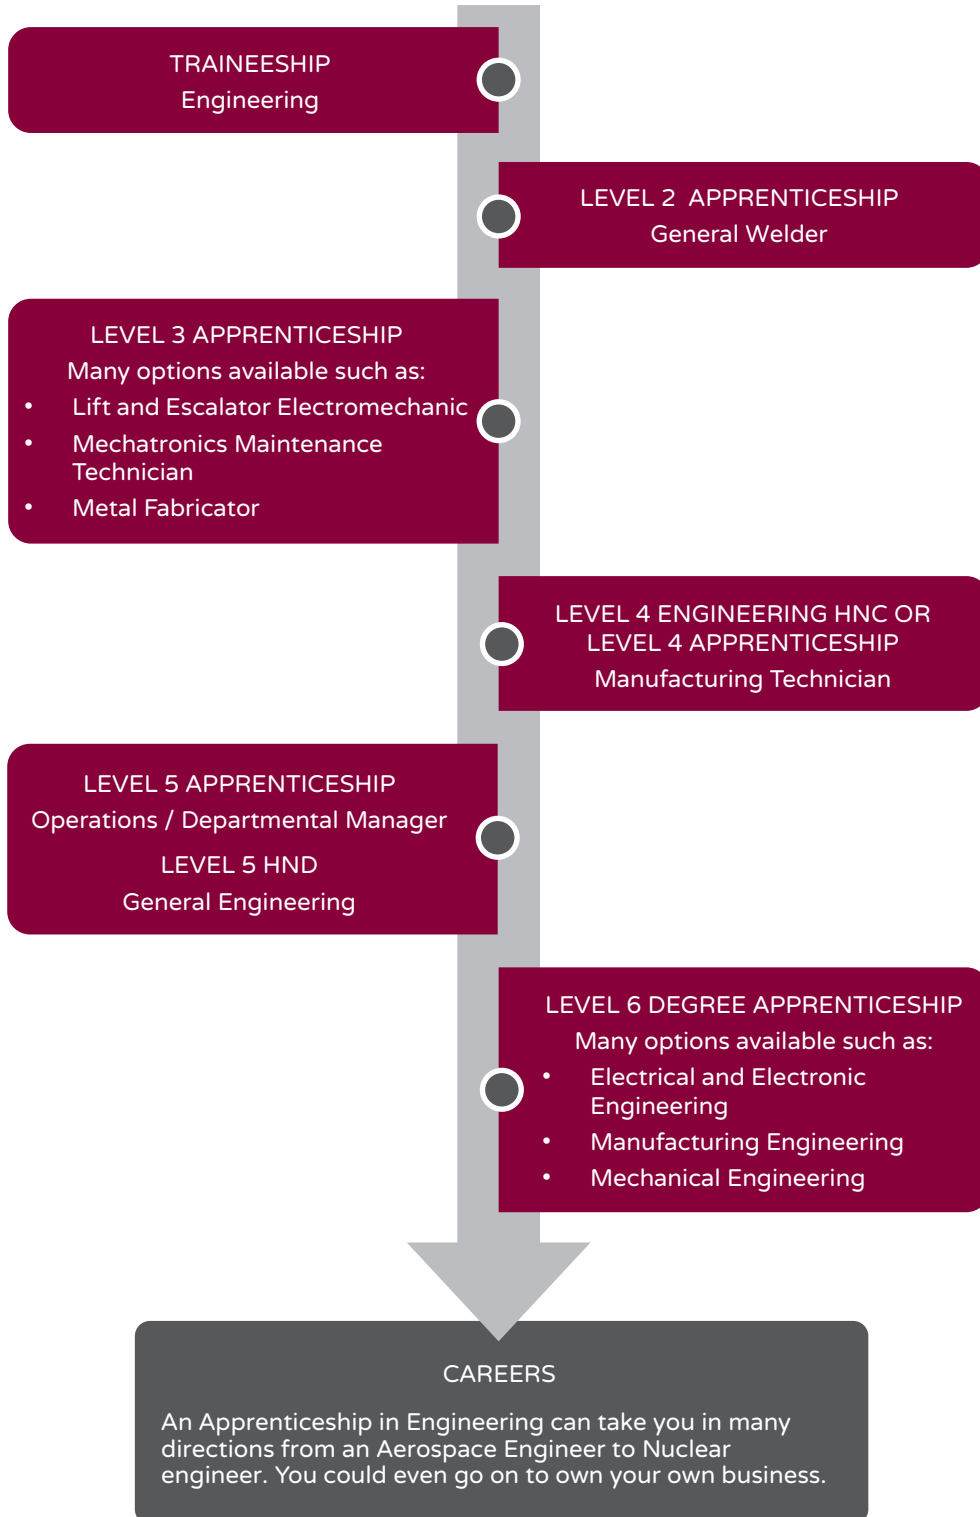 TRAINEESHIP
Engineering
LEVEL 2 APPRENTICESHIP
General Welder
LEVEL 3 APPRENTICESHIP
Many options available such as:
• Lift and Escalator Electromechanic
• Mechatronics Maintenance
Technician
• Metal Fabricator
LEVEL 4 ENGINEERING HNC OR
LEVEL 4 APPRENTICESHIP
Manufacturing Technician
LEVEL 5 APPRENTICESHIP
Operations / Departmental Manager
LEVEL 5 HND
General Engineering
LEVEL 6 DEGREE APPRENTICESHIP
Many options available such as:
• Electrical and Electronic
Engineering
• Manufacturing Engineering
• Mechanical Engineering
CAREERS
An Apprenticeship in Engineering can take you in many
directions from an Aerospace Engineer to Nuclear
engineer. You could even go on to own your own business.